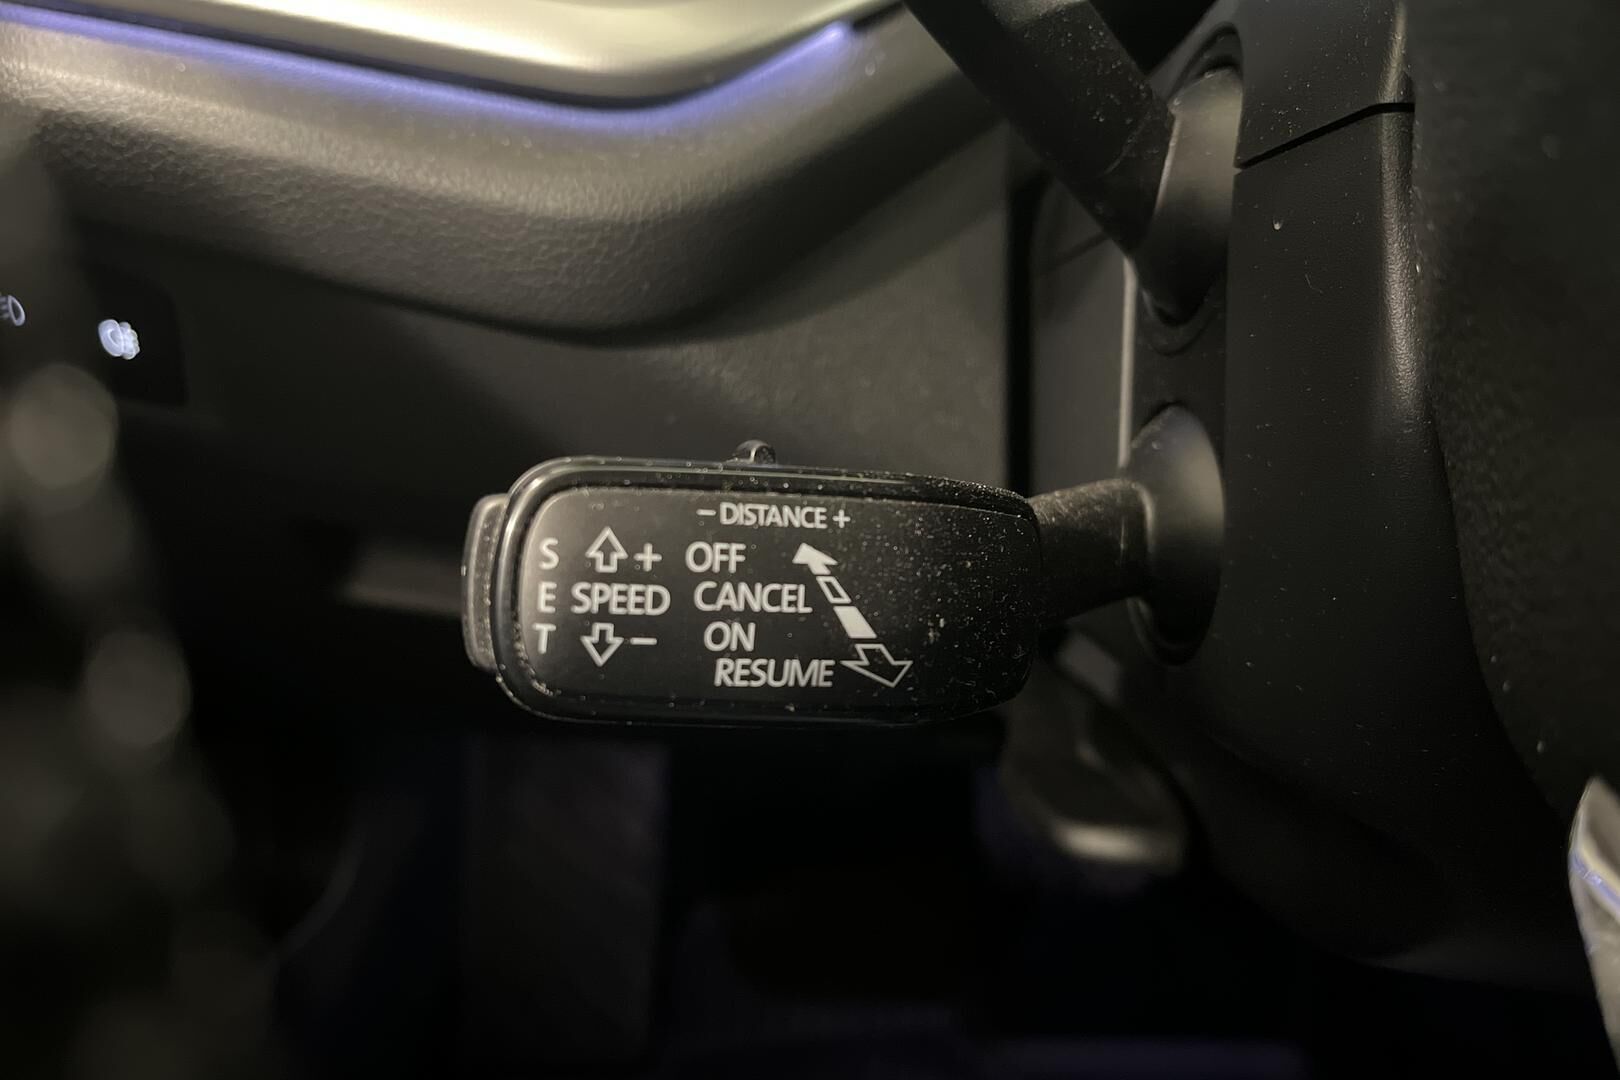 – DISTANCE +
S + OFF
E SPEED CANCEL
T – ON
RESUME